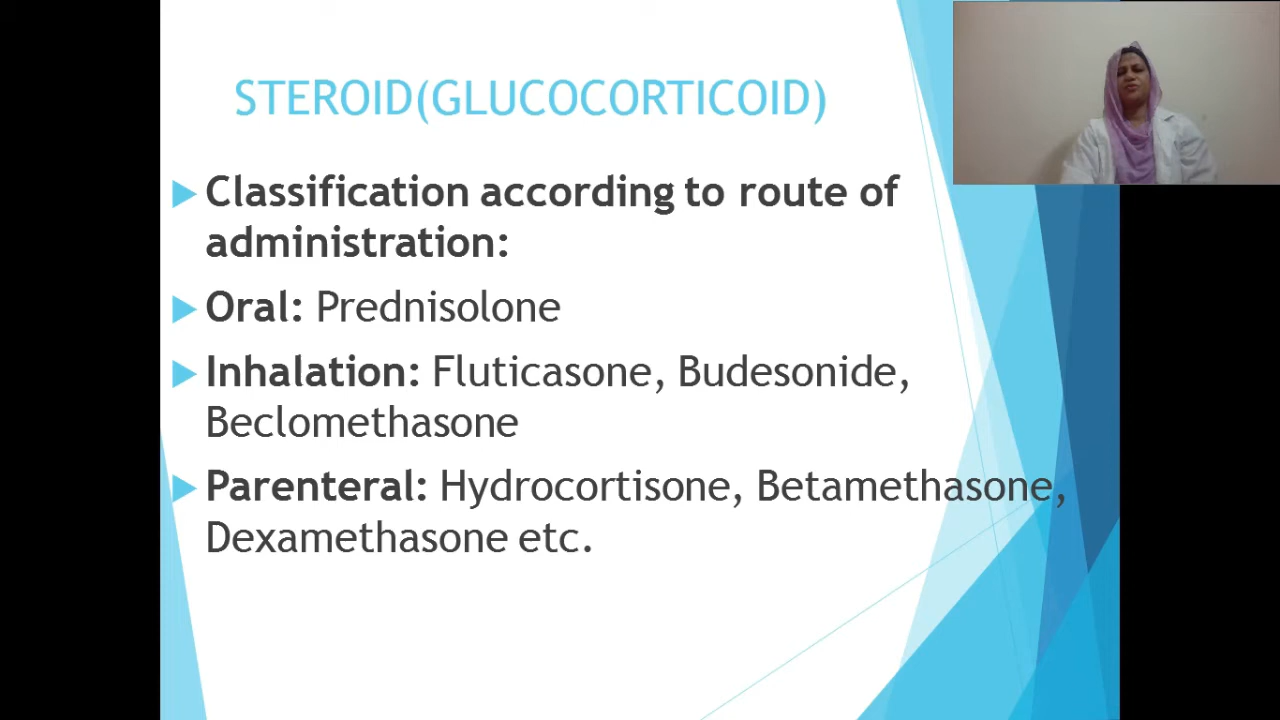 STEROID(GLUCOCORTICOID)
Classification according to route of
administration:
Oral: Prednisolone
Inhalation: Fluticasone, Budesonide,
Beclomethasone
Parenteral: Hydrocortisone, Betamethasone,
Dexamethasone etc.